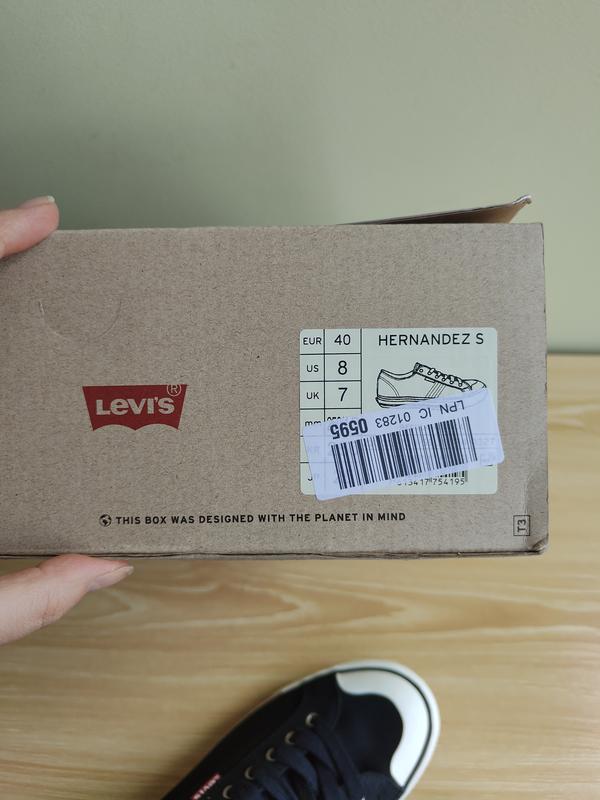 LEVI'S®
EUR 40
US 8
UK 7
mm
HERNANDEZ S
LPN IC 01283 0595
THIS BOX WAS DESIGNED WITH THE PLANET IN MIND
T3